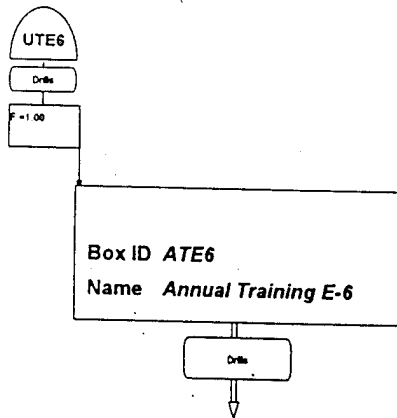 UTE6
Drills
F =1.00
Box ID ATE6
Name Annual Training E-6
Drills